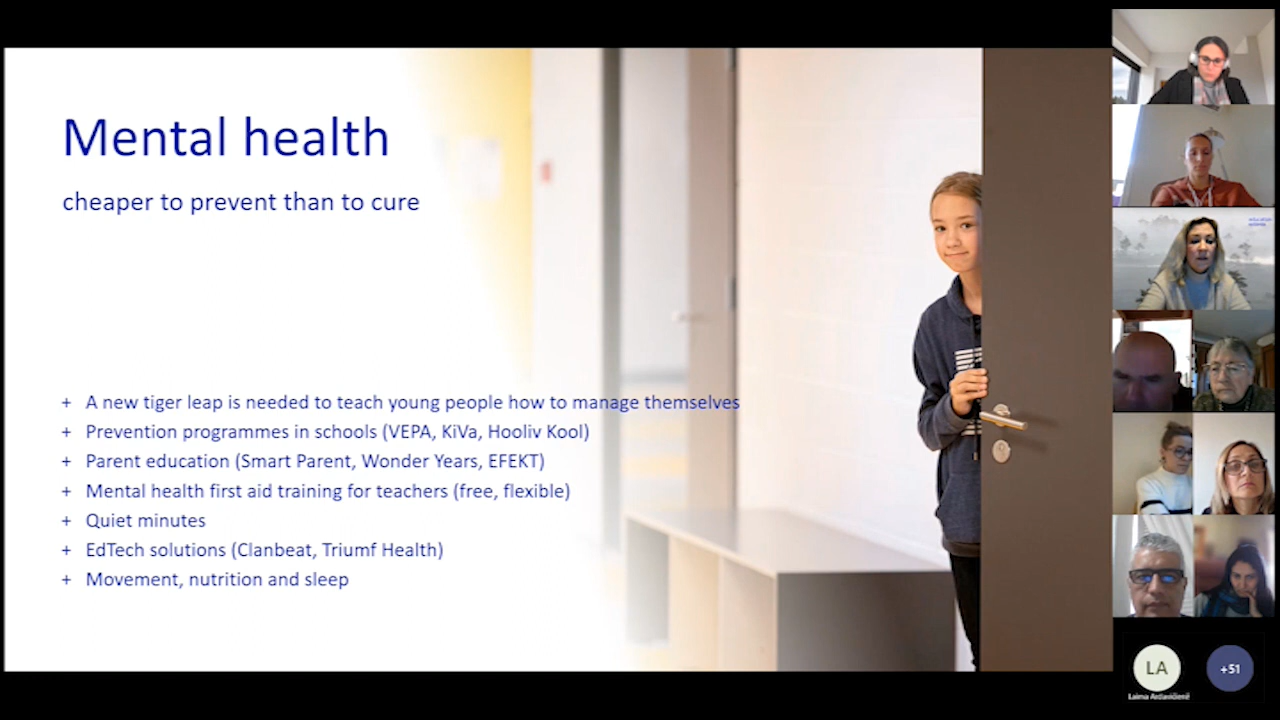 Mental health
cheaper to prevent than to cure
+ A new tiger leap is needed to teach young people how to manage themselves
+ Prevention programmes in schools (VEPA, KiVa, Hooliv Kool)
+ Parent education (Smart Parent, Wonder Years, EFEKT)
+ Mental health first aid training for teachers (free, flexible)
+ Quiet minutes
+ EdTech solutions (Clanbeat, Triumf Health)
+ Movement, nutrition and sleep
LA
+51
Laima